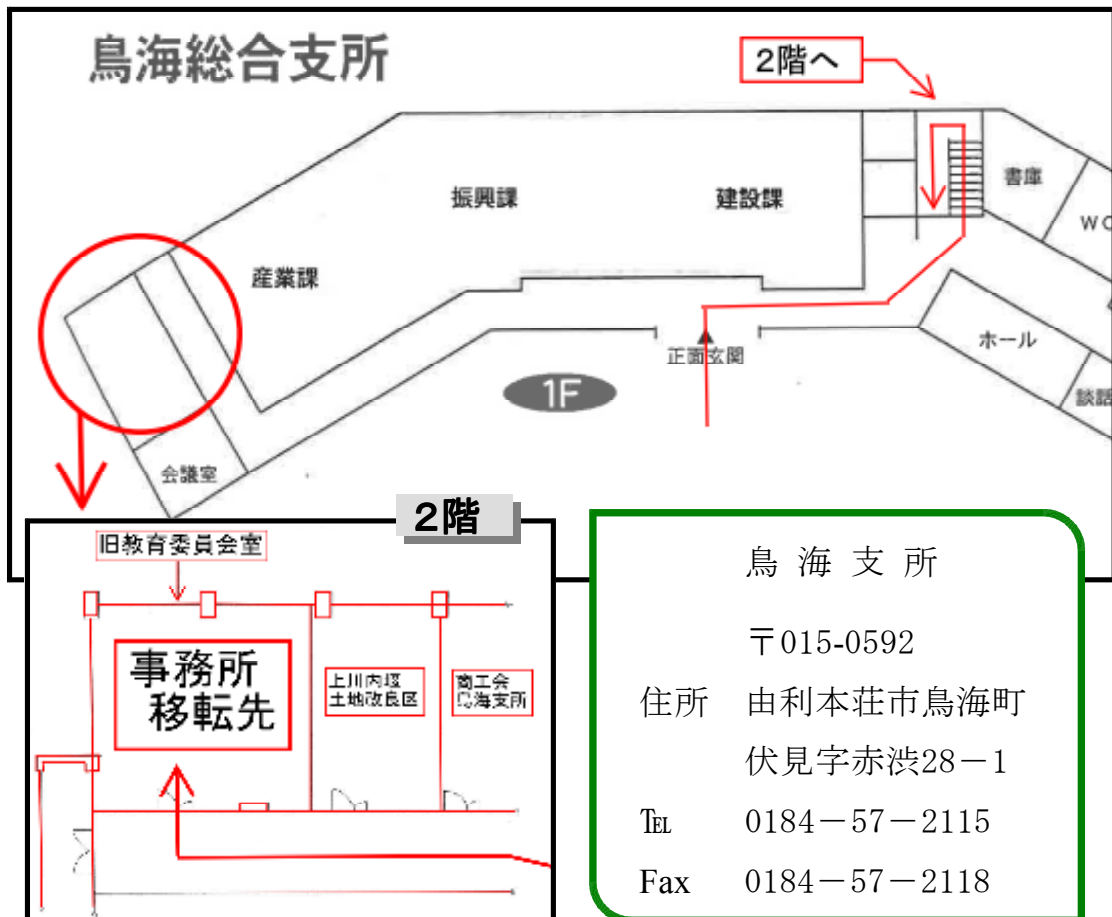 鳥海総合支所
2階へ
書庫
WC
振興課
建設課
産業課
ホール
正面玄関
1F
談話
会議室
2階
旧教育委員会室
事務所
移転先
上川内堰
土地改良区
商工会
鳥海支所
鳥海支所
〒015-0592
住所 由利本荘市鳥海町
伏見字赤渋28－1
℡ 0184－57－2115
Fax 0184－57－2118